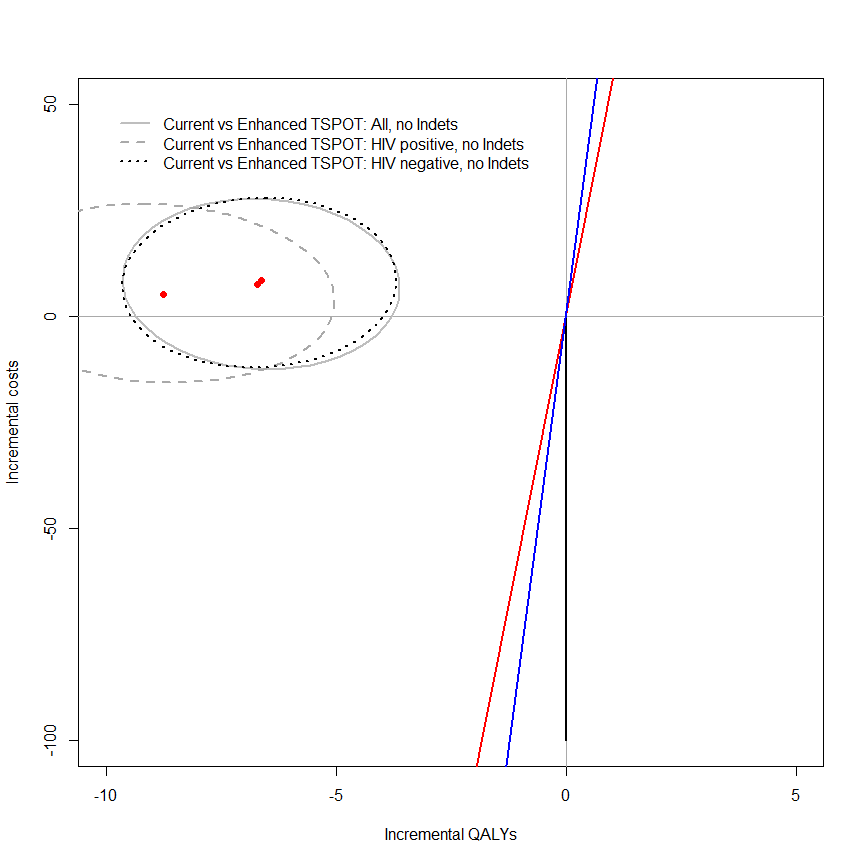 50
Current vs Enhanced TSPOT: All, no Indets
Current vs Enhanced TSPOT: HIV positive, no Indets
Current vs Enhanced TSPOT: HIV negative, no Indets
0
Incremental costs
-50
-100
-10 -5 0 5
Incremental QALYs